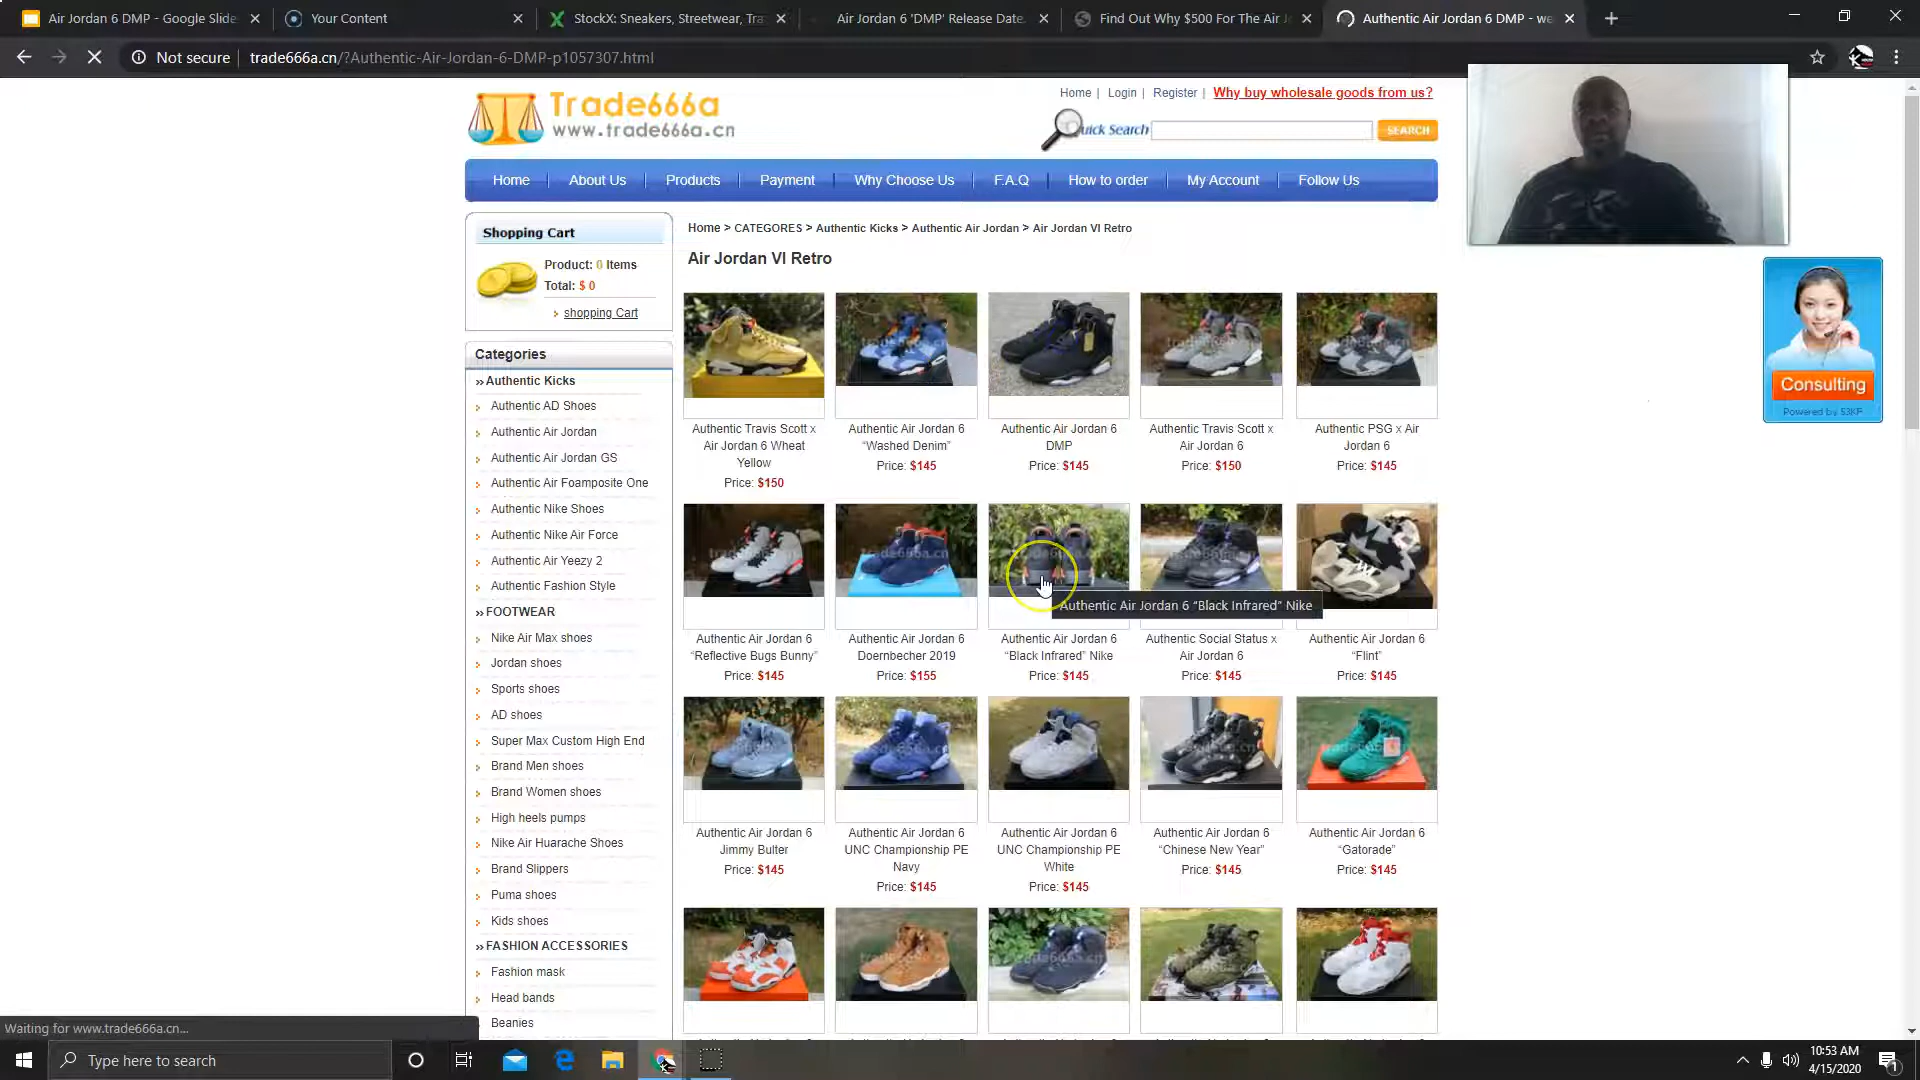 Air Jordan 6 DMP - Google Slide
Your Content
StockX: Sneakers, Streetwear, Tra
Air Jordan 6 'DMP' Release Date
Find Out Why $500 For The Air J
Authentic Air Jordan 6 DMP - we
Not secure
trade666a.cn/?Authentic-Air-Jordan-6-DMP-p1057307.html
Trade666a
www.trade666a.cn
Home | Login | Register | Why buy wholesale goods from us?
Quick Search
SEARCH
Home
About Us
Products
Payment
Why Choose Us
F.A.Q
How to order
My Account
Follow Us
Shopping Cart
Product: 0 Items
Total: $ 0
shopping Cart
Categories
» Authentic Kicks
Authentic AD Shoes
Authentic Air Jordan
Authentic Air Jordan GS
Authentic Air Foamposite One
Authentic Nike Shoes
Authentic Nike Air Force
Authentic Air Yeezy 2
Authentic Fashion Style
» FOOTWEAR
Nike Air Max shoes
Jordan shoes
Sports shoes
AD shoes
Super Max Custom High End
Brand Men shoes
Brand Women shoes
High heels pumps
Nike Air Huarache Shoes
Brand Slippers
Puma shoes
Kids shoes
» FASHION ACCESSORIES
Fashion mask
Head bands
Beanies
Home > CATEGORES > Authentic Kicks > Authentic Air Jordan > Air Jordan VI Retro
Air Jordan VI Retro
Authentic Travis Scott x
Air Jordan 6 Wheat
Yellow
Price: $150
Authentic Air Jordan 6
“Washed Denim”
Price: $145
Authentic Air Jordan 6
DMP
Price: $145
Authentic Travis Scott x
Air Jordan 6
Price: $150
Authentic PSG x Air
Jordan 6
Price: $145
Authentic Air Jordan 6
“Reflective Bugs Bunny”
Price: $145
Authentic Air Jordan 6
Doernbecher 2019
Price: $155
Authentic Air Jordan 6 “Black Infrared” Nike
Authentic Air Jordan 6
“Black Infrared” Nike
Price: $145
Authentic Social Status x
Air Jordan 6
Price: $145
Authentic Air Jordan 6
“Flint”
Price: $145
Authentic Air Jordan 6
Jimmy Bulter
Price: $145
Authentic Air Jordan 6
UNC Championship PE
Navy
Price: $145
Authentic Air Jordan 6
UNC Championship PE
White
Price: $145
Authentic Air Jordan 6
“Chinese New Year”
Price: $145
Authentic Air Jordan 6
“Gatorade”
Price: $145
Consulting
Powered by 53KF
Waiting for www.trade666a.cn...
Type here to search
10:53 AM
4/15/2020
1